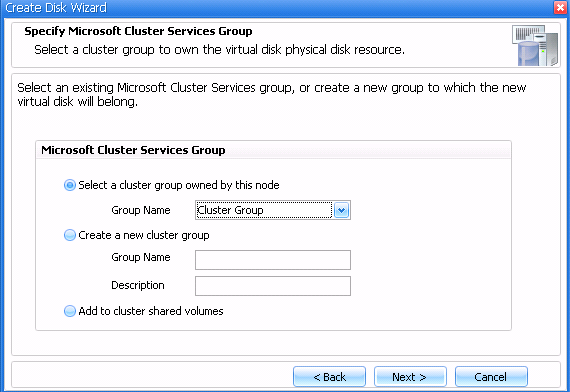 Create Disk Wizard
Specify Microsoft Cluster Services Group
Select a cluster group to own the virtual disk physical disk resource.
Select an existing Microsoft Cluster Services group, or create a new group to which the new
virtual disk will belong.
Microsoft Cluster Services Group
Select a cluster group owned by this node
Group Name Cluster Group
Create a new cluster group
Group Name
Description
Add to cluster shared volumes
< Back Next > Cancel